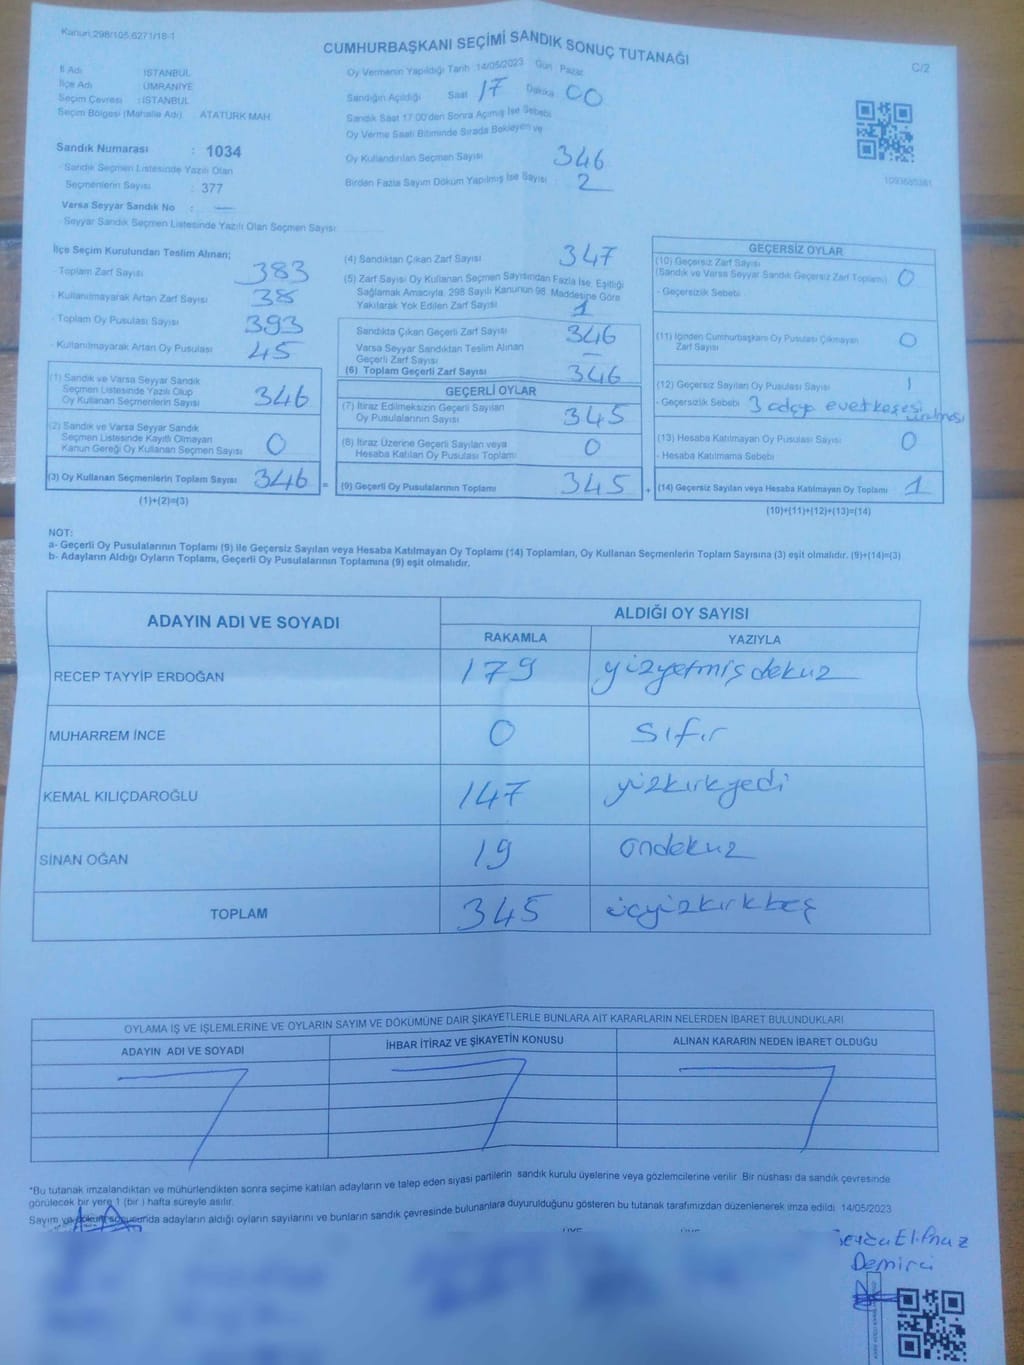 Kanun:298/105,6271/18-1
CUMHURBAŞKANI SEÇİMİ SANDIK SONUÇ TUTANAĞI
C/2
İl Adı : İSTANBUL
İlçe Adı : ÜMRANİYE
Seçim Çevresi : İSTANBUL
Seçim Bölgesi (Mahalle Adı) ATATÜRK MAH.
Sandık Numarası : 1034
Sandık Seçmen Listesinde Yazılı Olan
Seçmenlerin Sayısı : 377
Varsa Seyyar Sandık No : —
Seyyar Sandık Seçmen Listesinde Yazılı Olan Seçmen Sayısı
Oy Vermenin Yapıldığı Tarih 14/05/2023 Gün Pazar
Sandığın Açıldığı Saat 17 Dakika 00
Sandık Saat 17:00'den Sonra Açılmış İse Sebebi
Oy Verme Saati Bitiminde Sırada Bekleyen ve
Oy Kullandırılan Seçmen Sayısı 346
Birden Fazla Sayım Döküm Yapılmış İse Sayısı 2
1093685381
İlçe Seçim Kurulundan Teslim Alınan;
Toplam Zarf Sayısı 383
- Kullanılmayarak Artan Zarf Sayısı 38
- Toplam Oy Pusulası Sayısı 393
- Kullanılmayarak Artan Oy Pusulası 45
(1) Sandık ve Varsa Seyyar Sandık
Seçmen Listesinde Yazılı Olup
Oy Kullanan Seçmenlerin Sayısı 346
(2) Sandık ve Varsa Seyyar Sandık
Seçmen Listesinde Kayıtlı Olmayan
Kanun Gereği Oy Kullanan Seçmen Sayısı 0
(3) Oy Kullanan Seçmenlerin Toplam Sayısı 346 =
(1)+(2)=(3)
(4) Sandıktan Çıkan Zarf Sayısı 347
(5) Zarf Sayısı Oy Kullanan Seçmen Sayısından Fazla İse, Eşitliği
Sağlamak Amacıyla, 298 Sayılı Kanunun 98. Maddesine Göre
Yakılarak Yok Edilen Zarf Sayısı 1
Sandıkta Çıkan Geçerli Zarf Sayısı 346
Varsa Seyyar Sandıktan Teslim Alınan
Geçerli Zarf Sayısı —
(6) Toplam Geçerli Zarf Sayısı 346
GEÇERLİ OYLAR
(7) İtiraz Edilmeksizin Geçerli Sayılan
Oy Pusulalarının Sayısı 345
(8) İtiraz Üzerine Geçerli Sayılan veya
Hesaba Katılan Oy Pusulası Toplamı 0
(9) Geçerli Oy Pusulalarının Toplamı 345 +
GEÇERSİZ OYLAR
(10) Geçersiz Zarf Sayısı
(Sandık ve Varsa Seyyar Sandık Geçersiz Zarf Toplamı) 0
- Geçersizlik Sebebi
(11) İçinden Cumhurbaşkanı Oy Pusulası Çıkmayan
Zarf Sayısı 0
(12) Geçersiz Sayılan Oy Pusulası Sayısı 1
- Geçersizlik Sebebi 3 adaya evet kaşesi
(13) Hesaba Katılmayan Oy Pusulası Sayısı 0
- Hesaba Katılmama Sebebi
(14) Geçersiz Sayılan veya Hesaba Katılmayan Oy Toplamı 1
(10)+(11)+(12)+(13)=(14)
NOT:
a- Geçerli Oy Pusulalarının Toplamı (9) ile Geçersiz Sayılan veya Hesaba Katılmayan Oy Toplamı (14) Toplamları, Oy Kullanan Seçmenlerin Toplam Sayısına (3) eşit olmalıdır. (9)+(14)=(3)
b- Adayların Aldığı Oyların Toplamı, Geçerli Oy Pusulalarının Toplamına (9) eşit olmalıdır.
ADAYIN ADI VE SOYADI ALDIĞI OY SAYISI
RAKAMLA YAZIYLA
RECEP TAYYİP ERDOĞAN 179 yüzyetmiş dokuz
MUHARREM İNCE 0 sıfır
KEMAL KILIÇDAROĞLU 147 yüzkırkyedi
SİNAN OĞAN 19 ondokuz
TOPLAM 345 üçyüzkırkbeş
OYLAMA İŞ VE İŞLEMLERİNE VE OYLARIN SAYIM VE DÖKÜMÜNE DAİR ŞİKAYETLERLE BUNLARA AİT KARARLARIN NELERDEN İBARET BULUNDUKLARI
ADAYIN ADI VE SOYADI İHBAR İTİRAZ VE ŞİKAYETİN KONUSU ALINAN KARARIN NEDEN İBARET OLDUĞU
*Bu tutanak imzalandıktan ve mühürlendikten sonra seçime katılan adayların ve talep eden siyasi partilerin sandık kurulu üyelerine veya gözlemcilerine verilir. Bir nüshası da sandık çevresinde
görülecek bir yere 1 (bir ) hafta süreyle asılır.
Sayım ve döküm sonucunda adayların aldığı oyların sayılarını ve bunların sandık çevresinde bulunanlara duyurulduğunu gösteren bu tutanak tarafımızdan düzenlenerek imza edildi 14/05/2023
Demirci